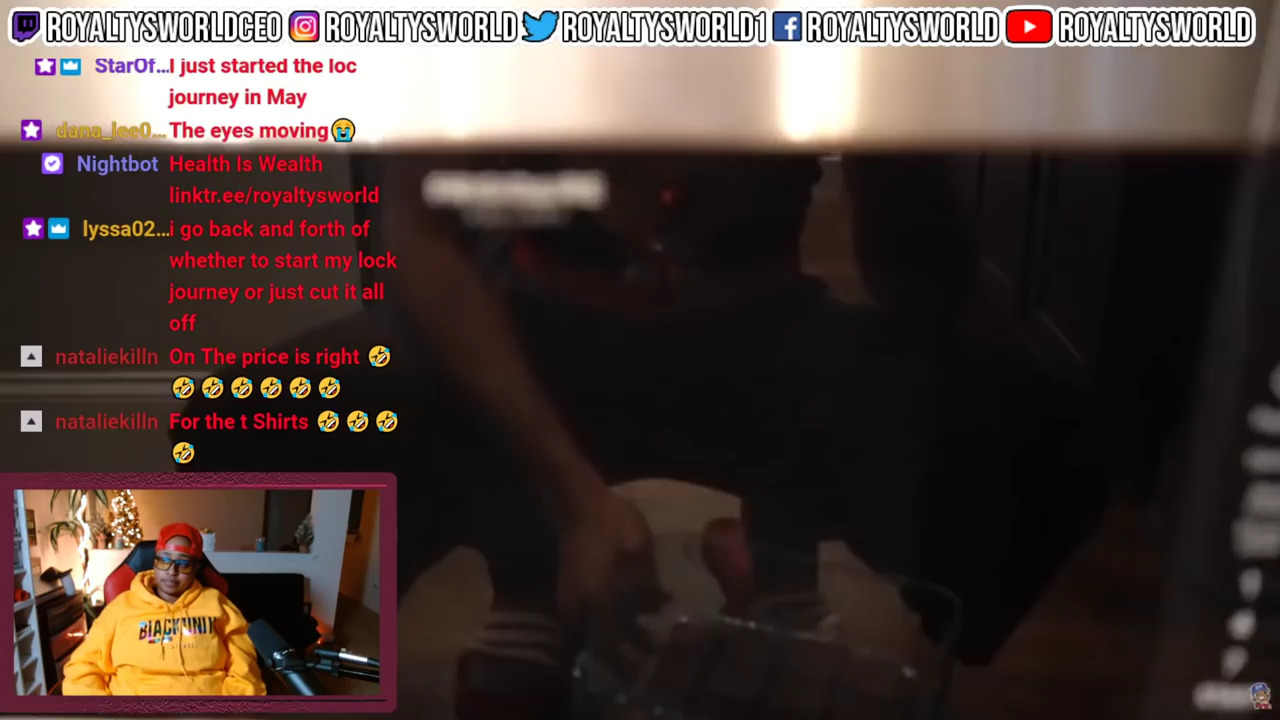 ROYALTYSWORLDCEO ROYALTYSWORLD ROYALTYSWORLD1 ROYALTYSWORLD ROYALTYSWORLD
StarOf... I just started the loc
journey in May
dana_lee0... The eyes moving😭
Nightbot Health Is Wealth
linktr.ee/royaltysworld
lyssa02... i go back and forth of
whether to start my lock
journey or just cut it all
off
nataliekilln On The price is right 🤣
🤣🤣🤣🤣🤣🤣
nataliekilln For the t Shirts 🤣🤣🤣
🤣